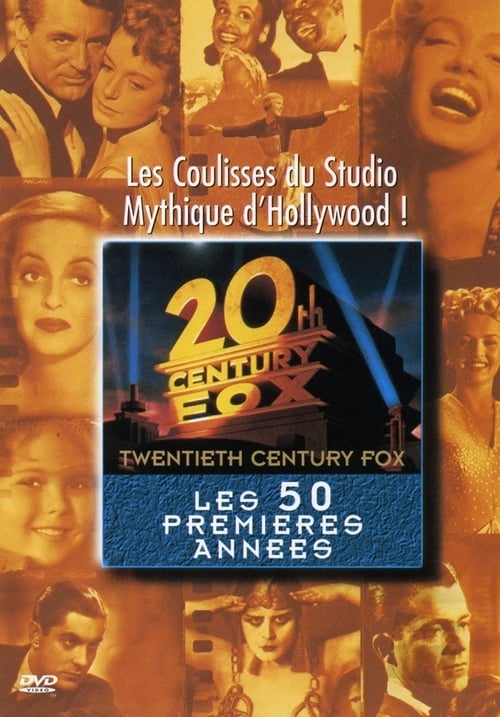 Les Coulisses du Studio
Mythique d'Hollywood !
20th
CENTURY
FOX
TWENTIETH CENTURY FOX
LES 50
PREMIERES
ANNEES
DVD
VIDEO